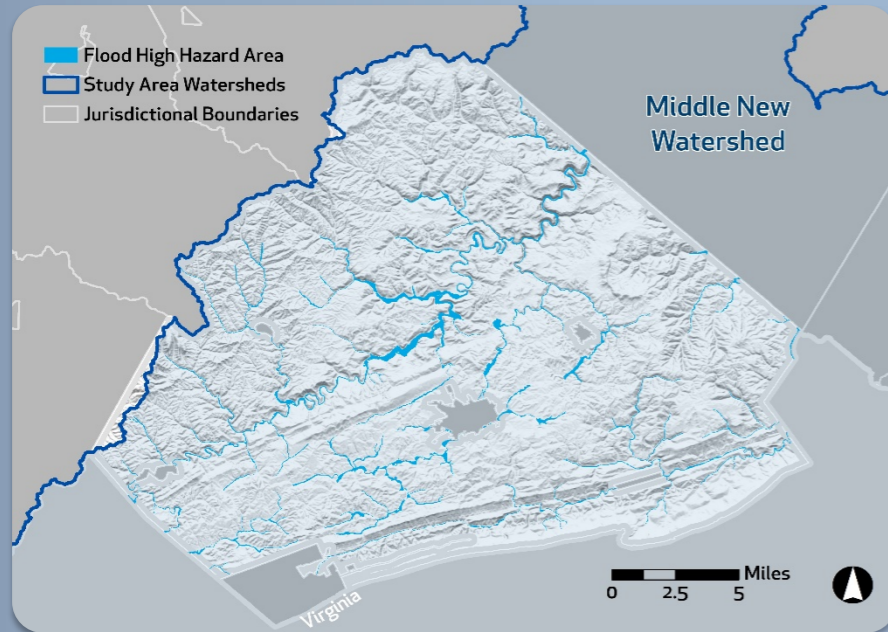 Flood High Hazard Area
Study Area Watersheds
Jurisdictional Boundaries
Middle New
Watershed
Miles
0 2.5 5
Virginia